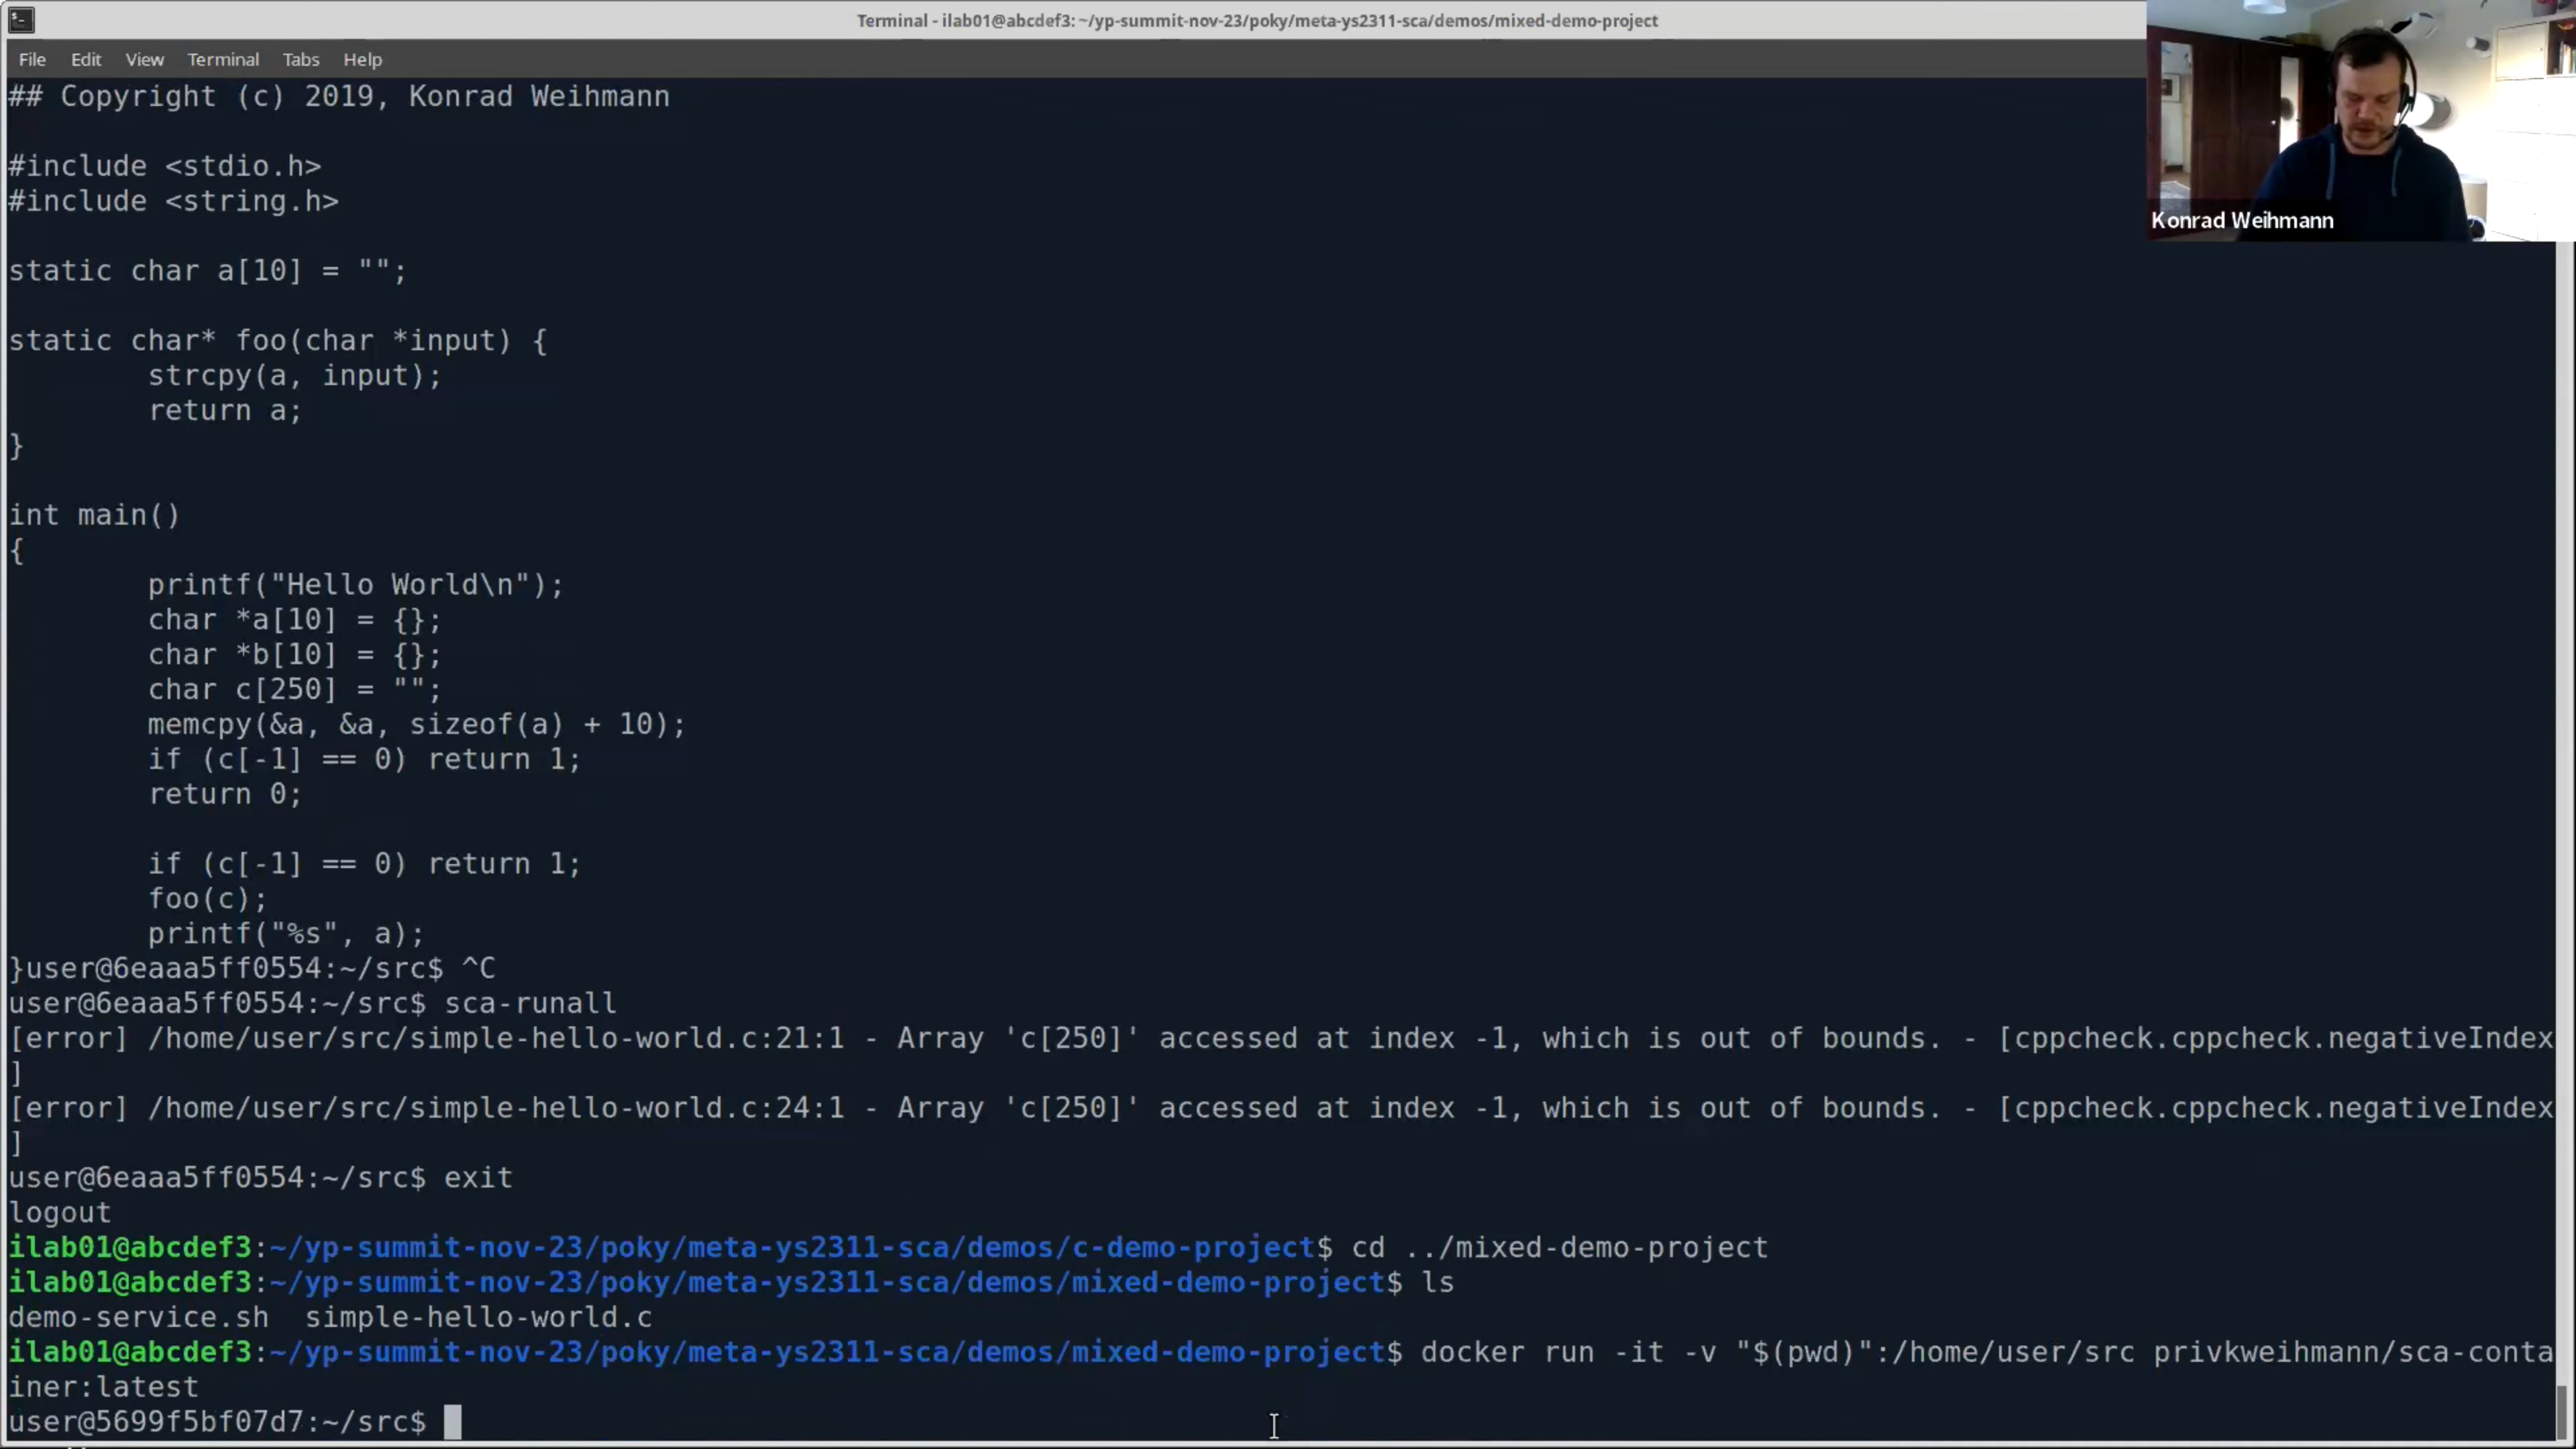 Terminal - ilab01@abcdef3: ~/yp-summit-nov-23/poky/meta-ys2311-sca/demos/mixed-demo-project
File Edit View Terminal Tabs Help
## Copyright (c) 2019, Konrad Weihmann
#include <stdio.h>
#include <string.h>
static char a[10] = "";
static char* foo(char *input) {
strcpy(a, input);
return a;
}
int main()
{
printf("Hello World\n");
char *a[10] = {};
char *b[10] = {};
char c[250] = "";
memcpy(&a, &a, sizeof(a) + 10);
if (c[-1] == 0) return 1;
return 0;
if (c[-1] == 0) return 1;
foo(c);
printf("%s", a);
}user@6eaaa5ff0554:~/src$ ^C
user@6eaaa5ff0554:~/src$ sca-runall
[error] /home/user/src/simple-hello-world.c:21:1 - Array 'c[250]' accessed at index -1, which is out of bounds. - [cppcheck.cppcheck.negativeIndex
]
[error] /home/user/src/simple-hello-world.c:24:1 - Array 'c[250]' accessed at index -1, which is out of bounds. - [cppcheck.cppcheck.negativeIndex
]
user@6eaaa5ff0554:~/src$ exit
logout
ilab01@abcdef3:~/yp-summit-nov-23/poky/meta-ys2311-sca/demos/c-demo-project$ cd ../mixed-demo-project
ilab01@abcdef3:~/yp-summit-nov-23/poky/meta-ys2311-sca/demos/mixed-demo-project$ ls
demo-service.sh simple-hello-world.c
ilab01@abcdef3:~/yp-summit-nov-23/poky/meta-ys2311-sca/demos/mixed-demo-project$ docker run -it -v "$(pwd)":/home/user/src privkweihmann/sca-conta
iner:latest
user@5699f5bf07d7:~/src$
Konrad Weihmann